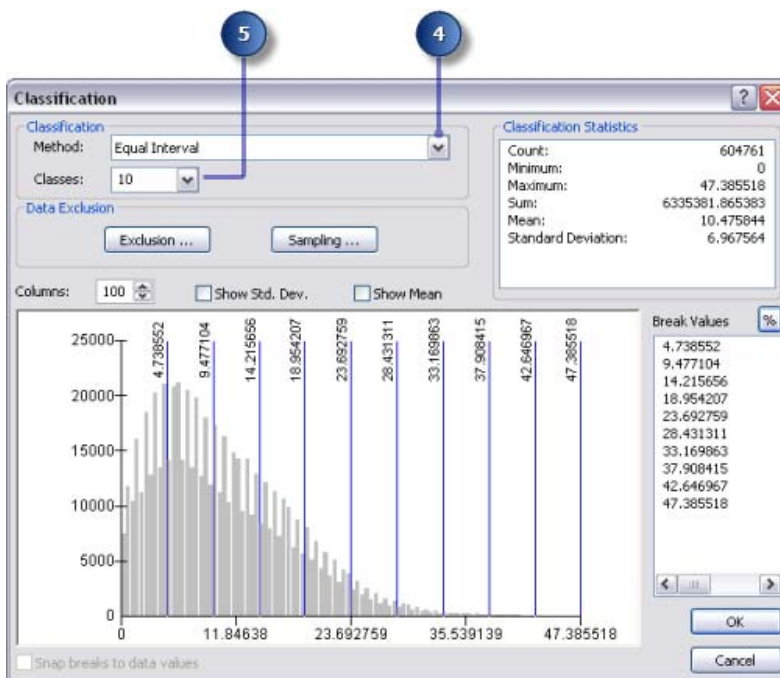 5
4
Classification
?
Classification
Method:
Equal Interval
Classes:
10
Data Exclusion
Exclusion ...
Sampling ...
Classification Statistics
Count: 604761
Minimum: 0
Maximum: 47.385518
Sum: 6335381.865383
Mean: 10.475844
Standard Deviation: 6.967564
Columns:
100
Show Std. Dev.
Show Mean
Break Values
%
25000
20000
15000
10000
5000
0
4.738552
9.477104
14.215656
18.954207
23.692759
28.431311
33.169863
37.908415
42.646967
47.385518
0
11.84638
23.692759
35.539139
47.385518
4.738552
9.477104
14.215656
18.954207
23.692759
28.431311
33.169863
37.908415
42.646967
47.385518
Snap breaks to data values
OK
Cancel